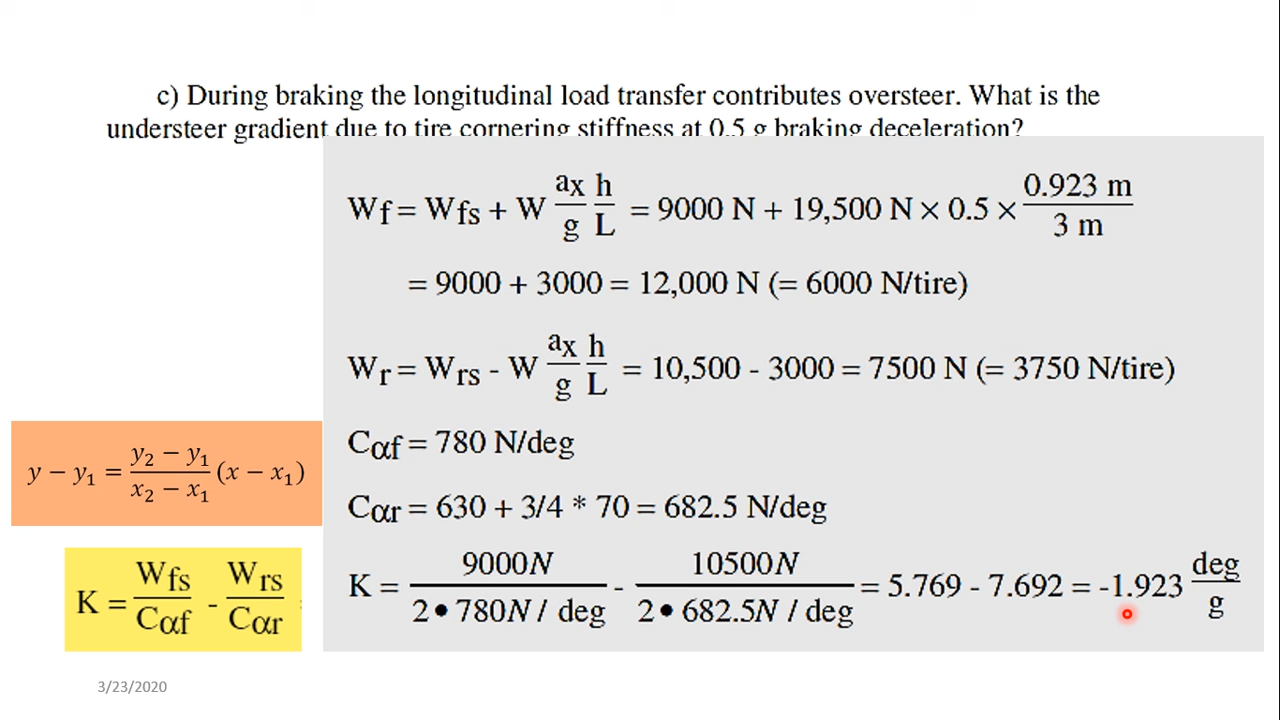 c) During braking the longitudinal load transfer contributes oversteer. What is the
understeer gradient due to tire cornering stiffness at 0.5 g braking deceleration?
Wf = Wfs + W ax/g h/L = 9000 N + 19,500 N × 0.5 × 0.923 m/3 m
= 9000 + 3000 = 12,000 N (= 6000 N/tire)
Wr = Wrs - W ax/g h/L = 10,500 - 3000 = 7500 N (= 3750 N/tire)
Cαf = 780 N/deg
y − y₁ = (y₂ − y₁)/(x₂ − x₁) (x − x₁)
Cαr = 630 + 3/4 * 70 = 682.5 N/deg
K = Wfs/Cαf - Wrs/Cαr
K = 9000N/(2•780N / deg) - 10500N/(2•682.5N / deg) = 5.769 - 7.692 = -1.923 deg/g
3/23/2020